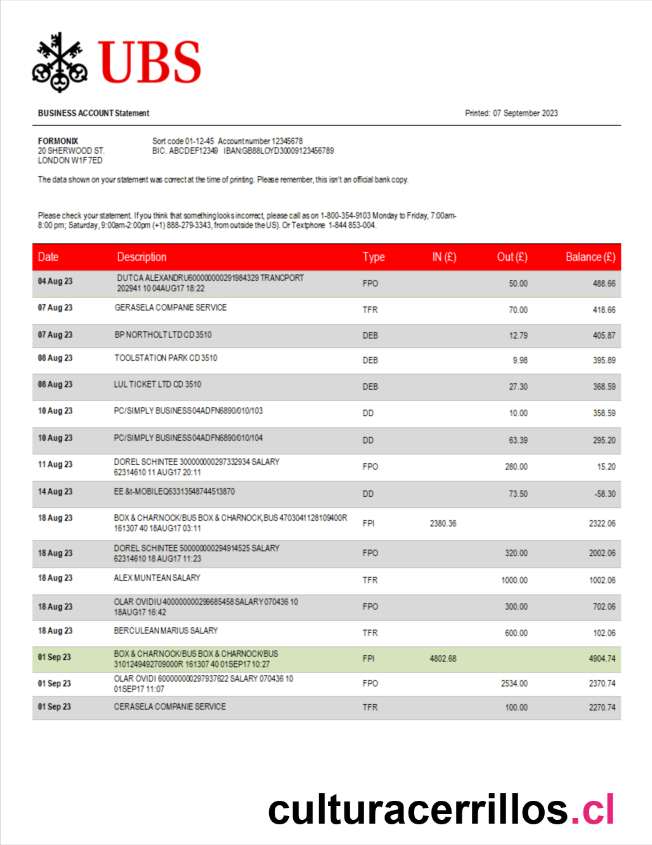 UBS
BUSINESS ACCOUNT Statement Printed: 07 September 2023
FORMONIX Sort code 01-12-45 Account number 12345678
20 SHERWOOD ST. BIC. ABCDEF12349 IBAN:GB88LOYD30009123456789
LONDON W1F 7ED
The data shown on your statement was correct at the time of printing. Please remember, this isn't an official bank copy.
Please check your statement. If you think that something looks incorrect, please call as on 1-800-354-9103 Monday to Friday, 7:00am-
8:00 pm; Saturday, 9:00am-2:00pm (+1) 888-279-3343, from outside the US). Or Textphone 1-844 853-004.
Date Description Type IN (£) Out (£) Balance (£)
04 Aug 23 DUTCA ALEXANDRU600000000291984329 TRANCPORT
202941 10 04AUG17 18:22 FPO 50.00 488.66
07 Aug 23 GERASELA COMPANIE SERVICE TFR 70.00 418.66
07 Aug 23 BP NORTHOLT LTD CD 3510 DEB 12.79 405.87
08 Aug 23 TOOLSTATION PARK CD 3510 DEB 9.98 395.89
08 Aug 23 LUL TICKET LTD CD 3510 DEB 27.30 368.59
10 Aug 23 PC/SIMPLY BUSINESS04ADFN6890/010/103 DD 10.00 358.59
10 Aug 23 PC/SIMPLY BUSINESS04ADFN6890/010/104 DD 63.39 295.20
11 Aug 23 DOREL SCHINTEE 300000000297332934 SALARY
62314610 11 AUG17 20:11 FPO 280.00 15.20
14 Aug 23 EE &t-MOBILEQ63313548744513870 DD 73.50 -58.30
18 Aug 23 BOX & CHARNOCK/BUS BOX & CHARNOCK,BUS 4703041128109400R
161307 40 18AUG17 03:11 FPI 2380.36 2322.06
18 Aug 23 DOREL SCHINTEE 500000000294914525 SALARY
62314610 18 AUG17 11:23 FPO 320.00 2002.06
18 Aug 23 ALEX MUNTEAN SALARY TFR 1000.00 1002.06
18 Aug 23 OLAR OVIDIU 400000000299685458 SALARY 070436 10
18AUG17 16:42 FPO 300.00 702.06
18 Aug 23 BERCULEAN MARIUS SALARY TFR 600.00 102.06
01 Sep 23 BOX & CHARNOCK/BUS BOX & CHARNOCK/BUS
3101249492709000R 161307 40 01SEP17 10:27 FPI 4802.68 4904.74
01 Sep 23 OLAR OVIDI 600000000297937622 SALARY 070436 10
01SEP17 11:07 FPO 2534.00 2370.74
01 Sep 23 CERASELA COMPANIE SERVICE TFR 100.00 2270.74
culturacerrillos.cl